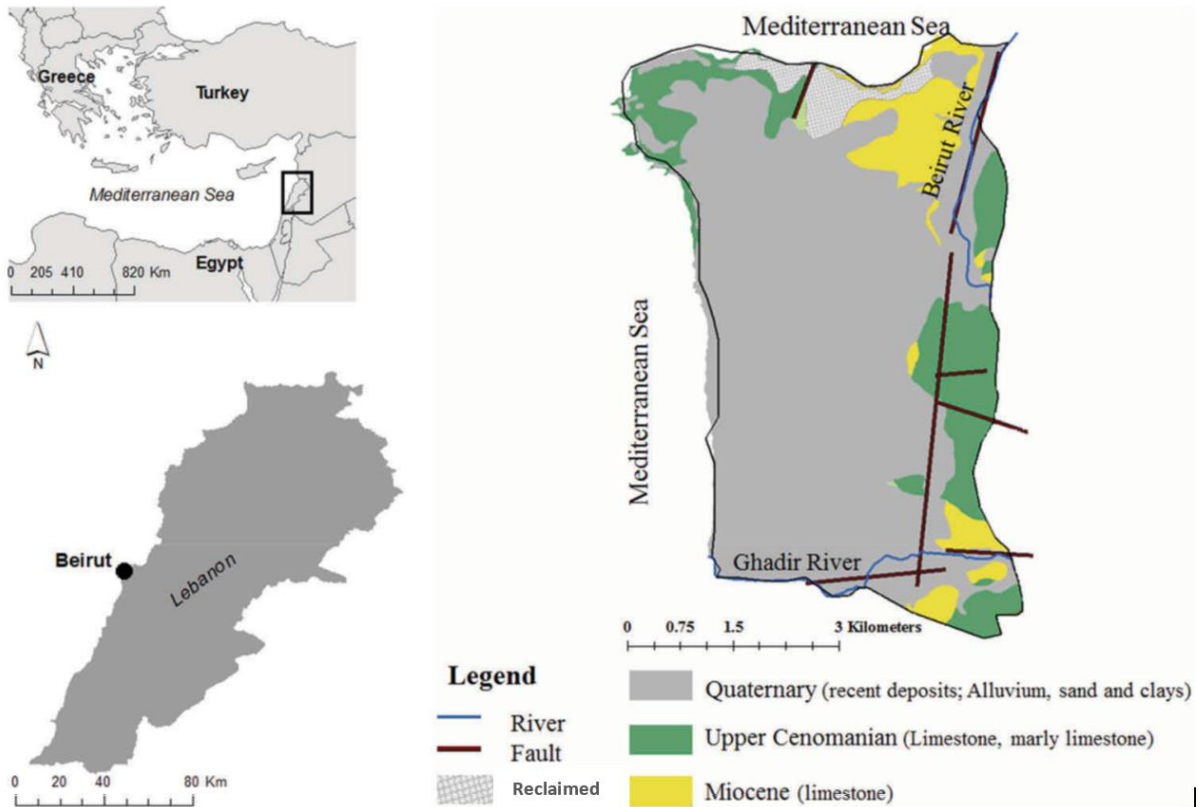 Greece
Turkey
Mediterranean Sea
Egypt
0 205 410 820 Km
N
Beirut
Lebanon
0 20 40 80 Km
Mediterranean Sea
Beirut River
Mediterranean Sea
Ghadir River
0 0.75 1.5 3 Kilometers
Legend
River
Fault
Reclaimed
Quaternary (recent deposits; Alluvium, sand and clays)
Upper Cenomanian (Limestone, marly limestone)
Miocene (limestone)